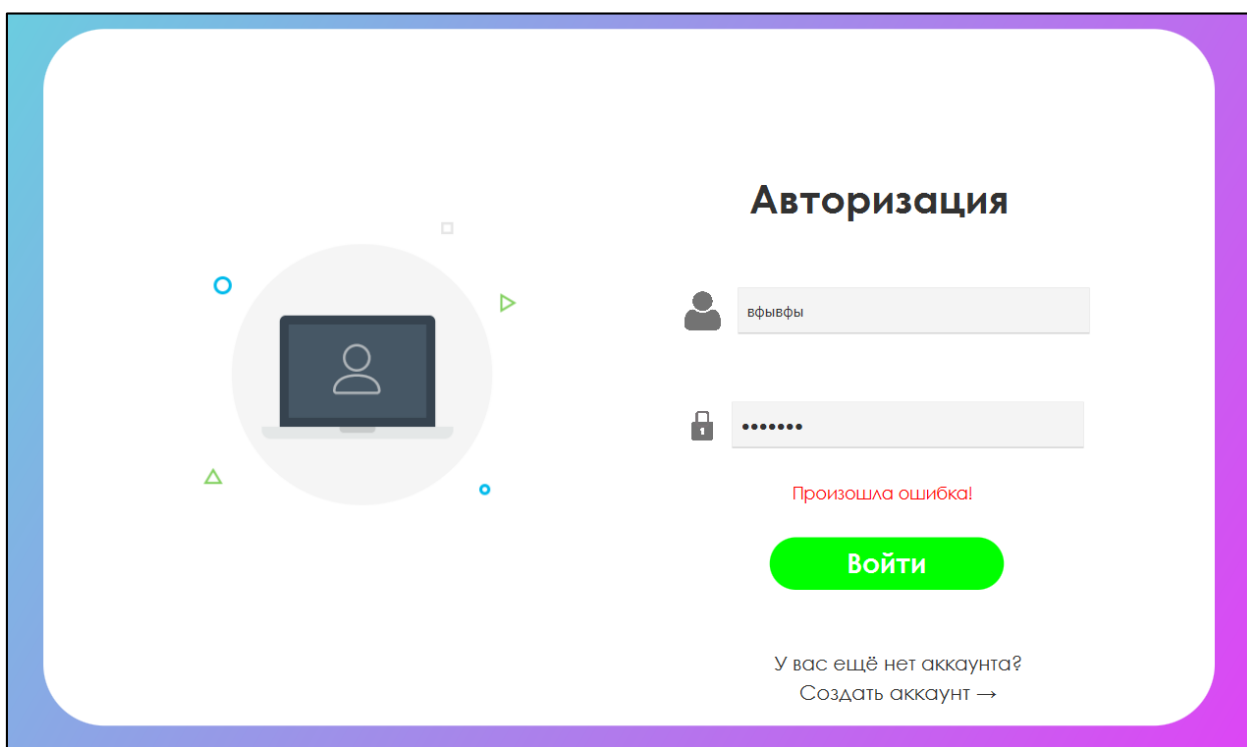 Авторизация
вфывфы
•••••••
Произошла ошибка!
Войти
У вас ещё нет аккаунта?
Создать аккаунт →